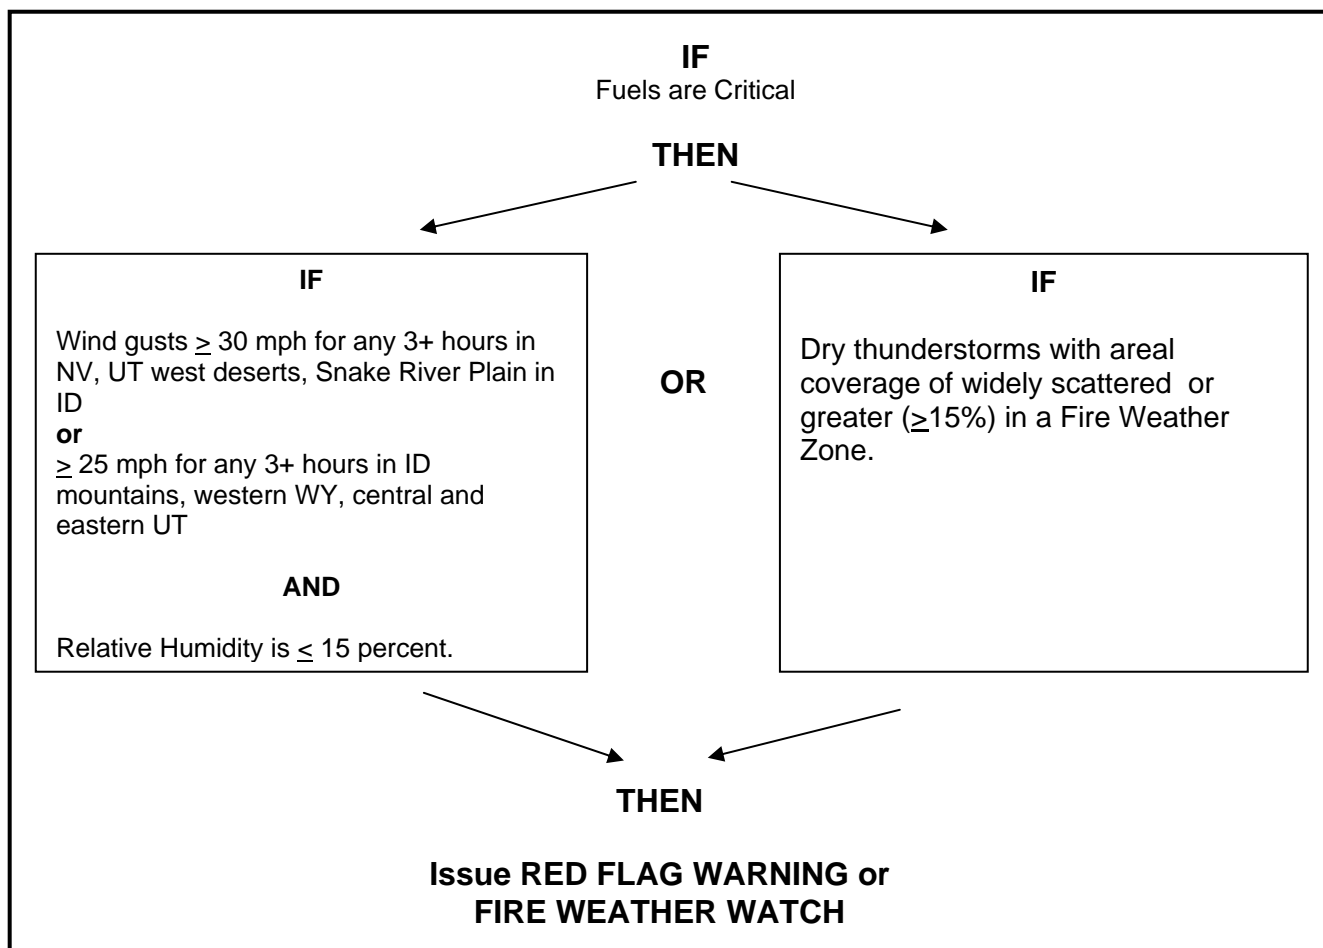 IF
Fuels are Critical
THEN
IF
Wind gusts ≥ 30 mph for any 3+ hours in
NV, UT west deserts, Snake River Plain in
ID
or
≥ 25 mph for any 3+ hours in ID
mountains, western WY, central and
eastern UT
AND
Relative Humidity is ≤ 15 percent.
OR
IF
Dry thunderstorms with areal
coverage of widely scattered or
greater (≥15%) in a Fire Weather
Zone.
THEN
Issue RED FLAG WARNING or
FIRE WEATHER WATCH